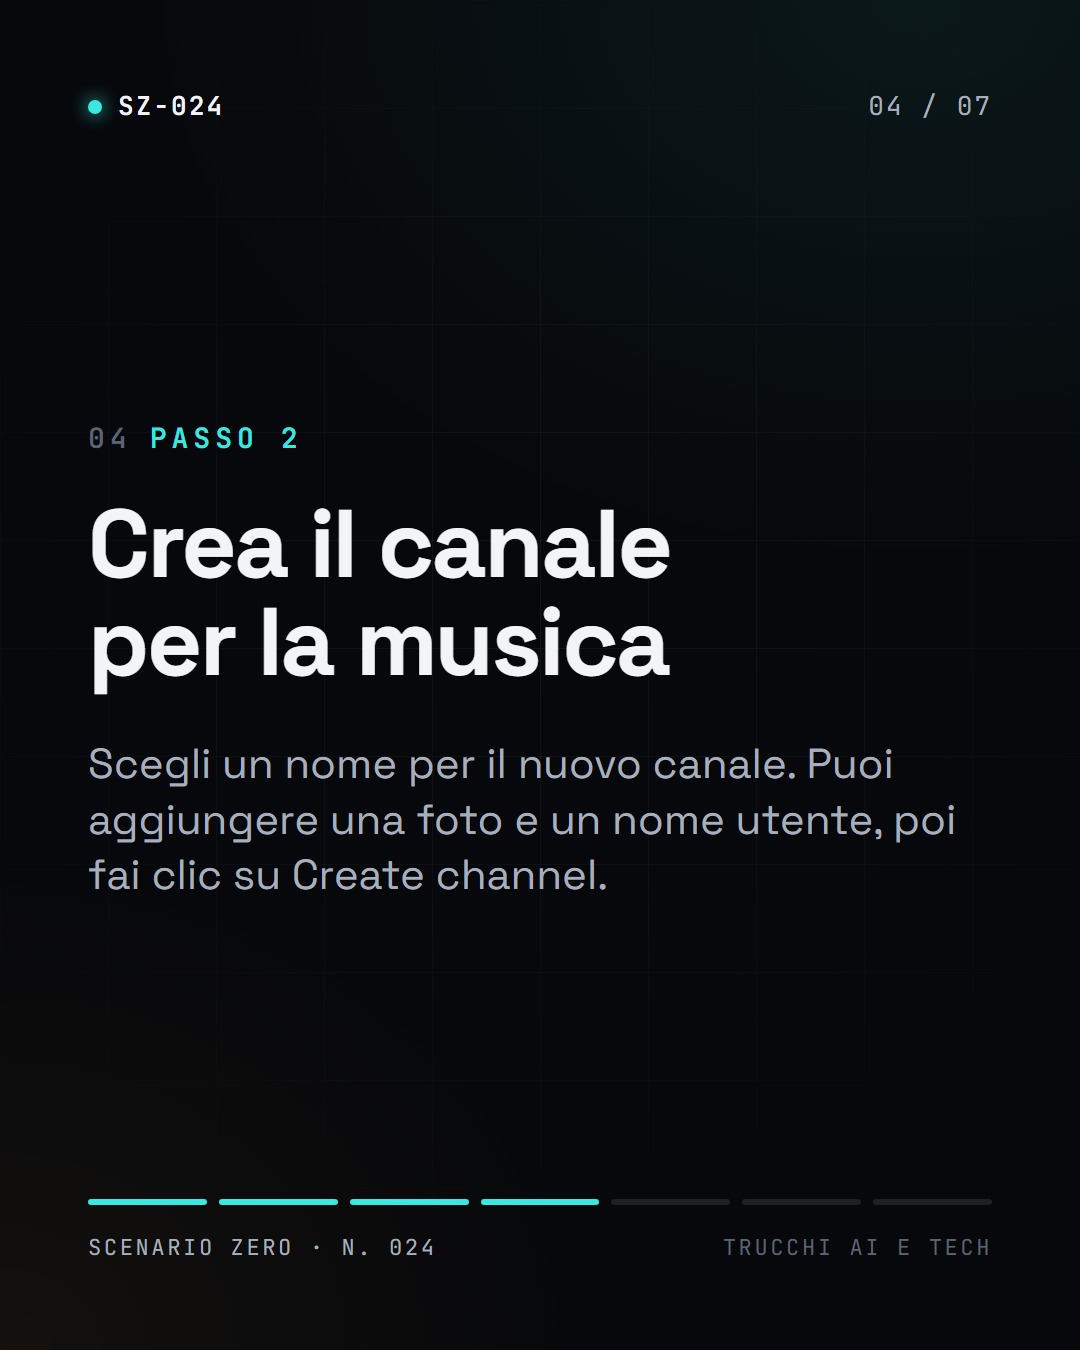 SZ-024
04 / 07
04 PASSO 2
Crea il canale
per la musica
Scegli un nome per il nuovo canale. Puoi
aggiungere una foto e un nome utente, poi
fai clic su Create channel.
SCENARIO ZERO · N. 024
TRUCCHI AI E TECH